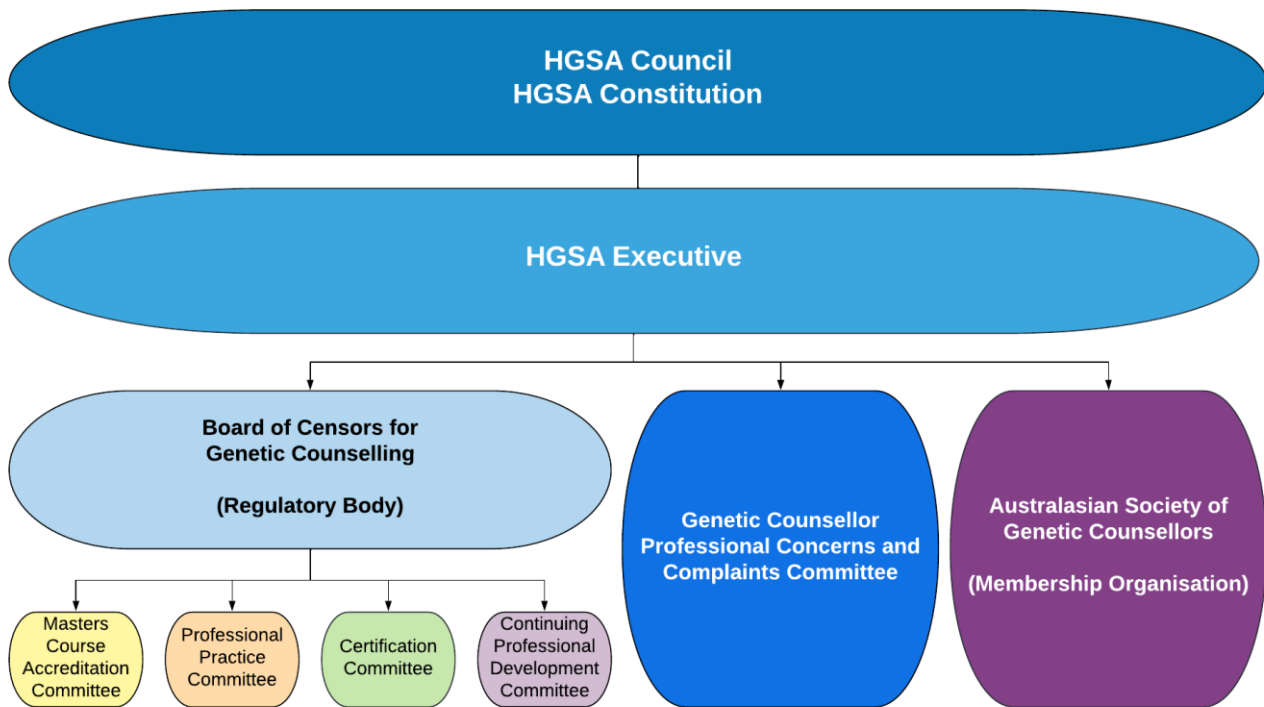 HGSA Council
HGSA Constitution
HGSA Executive
Board of Censors for
Genetic Counselling
(Regulatory Body)
Genetic Counsellor
Professional Concerns and
Complaints Committee
Australasian Society of
Genetic Counsellors
(Membership Organisation)
Masters
Course
Accreditation
Committee
Professional
Practice
Committee
Certification
Committee
Continuing
Professional
Development
Committee